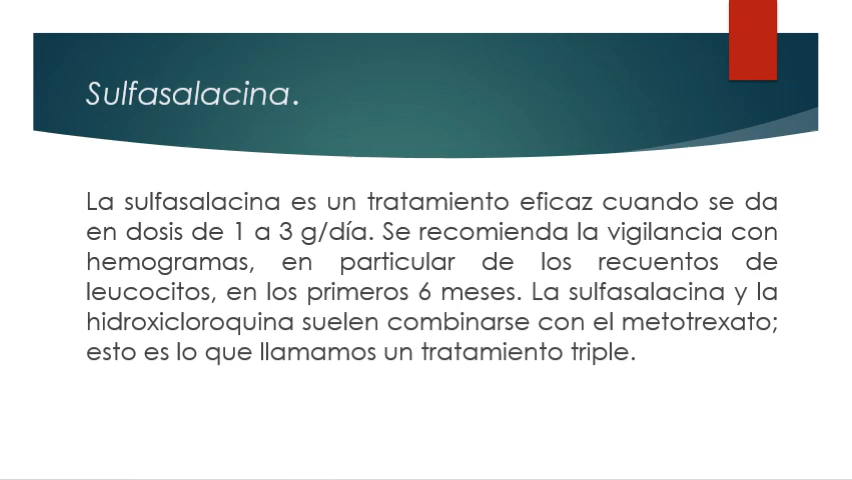 Sulfasalacina.
La sulfasalacina es un tratamiento eficaz cuando se da
en dosis de 1 a 3 g/día. Se recomienda la vigilancia con
hemogramas, en particular de los recuentos de
leucocitos, en los primeros 6 meses. La sulfasalacina y la
hidroxicloroquina suelen combinarse con el metotrexato;
esto es lo que llamamos un tratamiento triple.